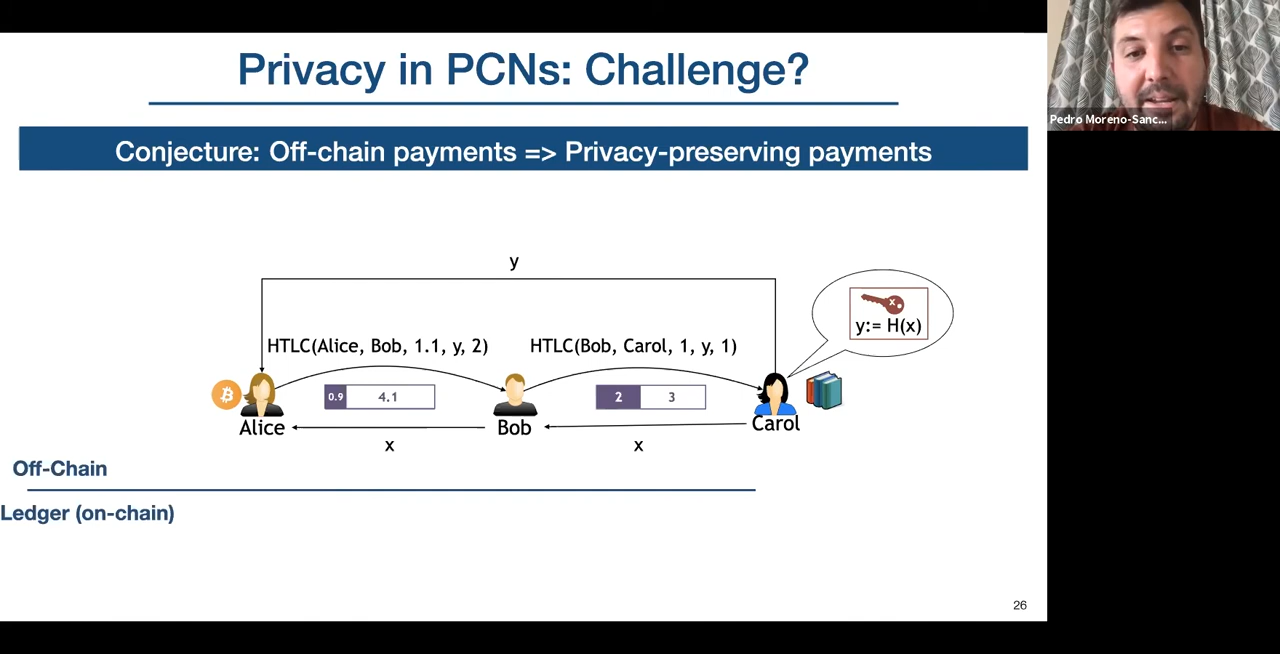 Privacy in PCNs: Challenge?
Pedro Moreno-Sanc...
Conjecture: Off-chain payments => Privacy-preserving payments
y
x
y:= H(x)
HTLC(Alice, Bob, 1.1, y, 2)
HTLC(Bob, Carol, 1, y, 1)
0.9
4.1
2
3
Alice
Bob
Carol
x
x
Off-Chain
Ledger (on-chain)
26